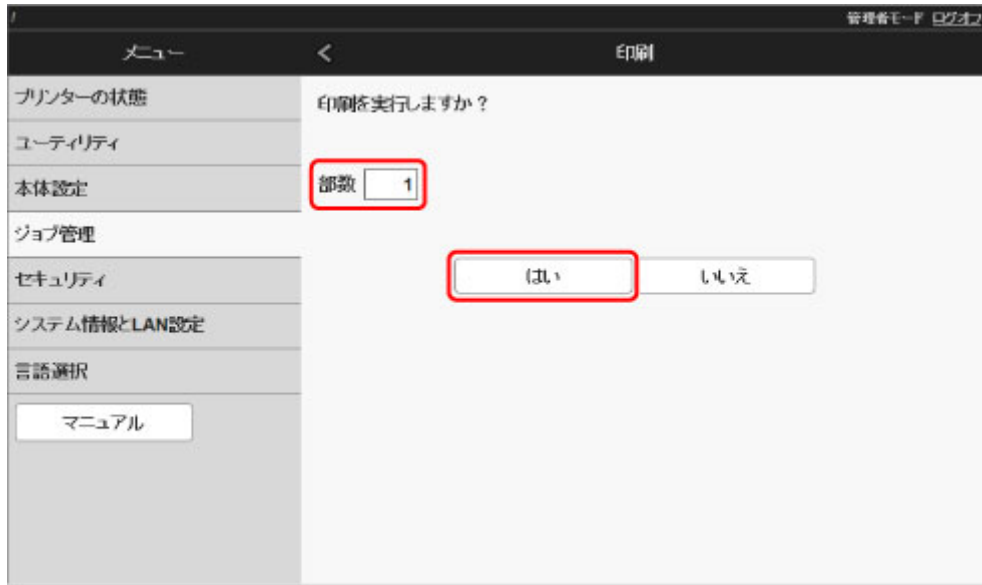 管理者モード ログオフ
メニュー
< 印刷
プリンターの状態
ユーティリティ
本体設定
ジョブ管理
セキュリティ
システム情報とLAN設定
言語選択
マニュアル
印刷を実行しますか？
部数 1
はい いいえ